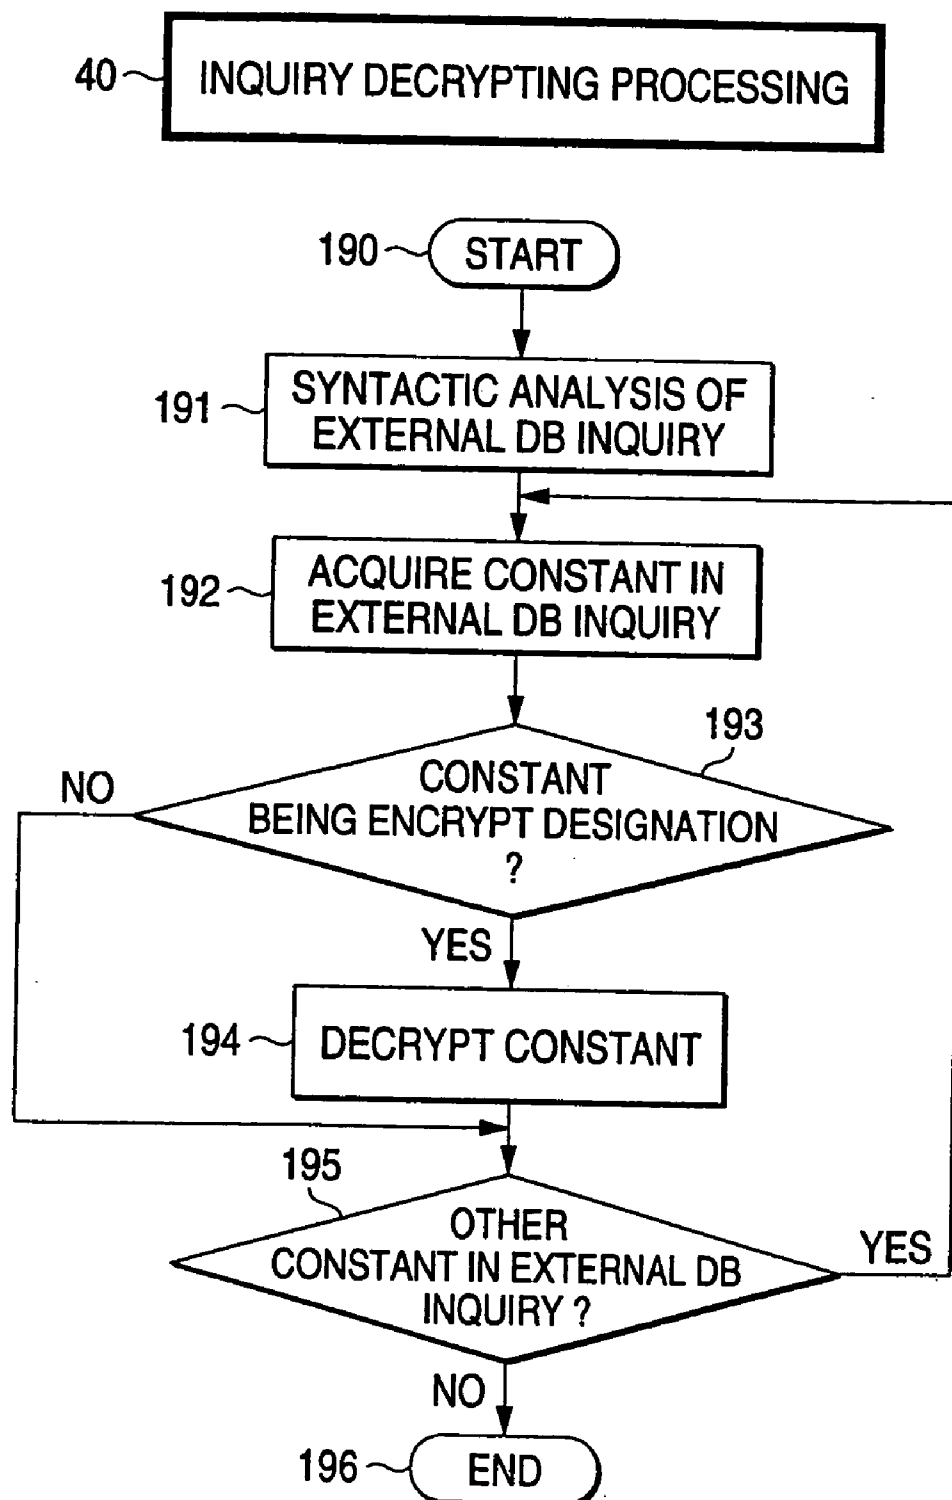 40
INQUIRY DECRYPTING PROCESSING
190
START
191
SYNTACTIC ANALYSIS OF
EXTERNAL DB INQUIRY
192
ACQUIRE CONSTANT IN
EXTERNAL DB INQUIRY
193
NO
CONSTANT
BEING ENCRYPT DESIGNATION
?
YES
194
DECRYPT CONSTANT
195
OTHER
CONSTANT IN EXTERNAL DB
INQUIRY ?
YES
NO
196
END